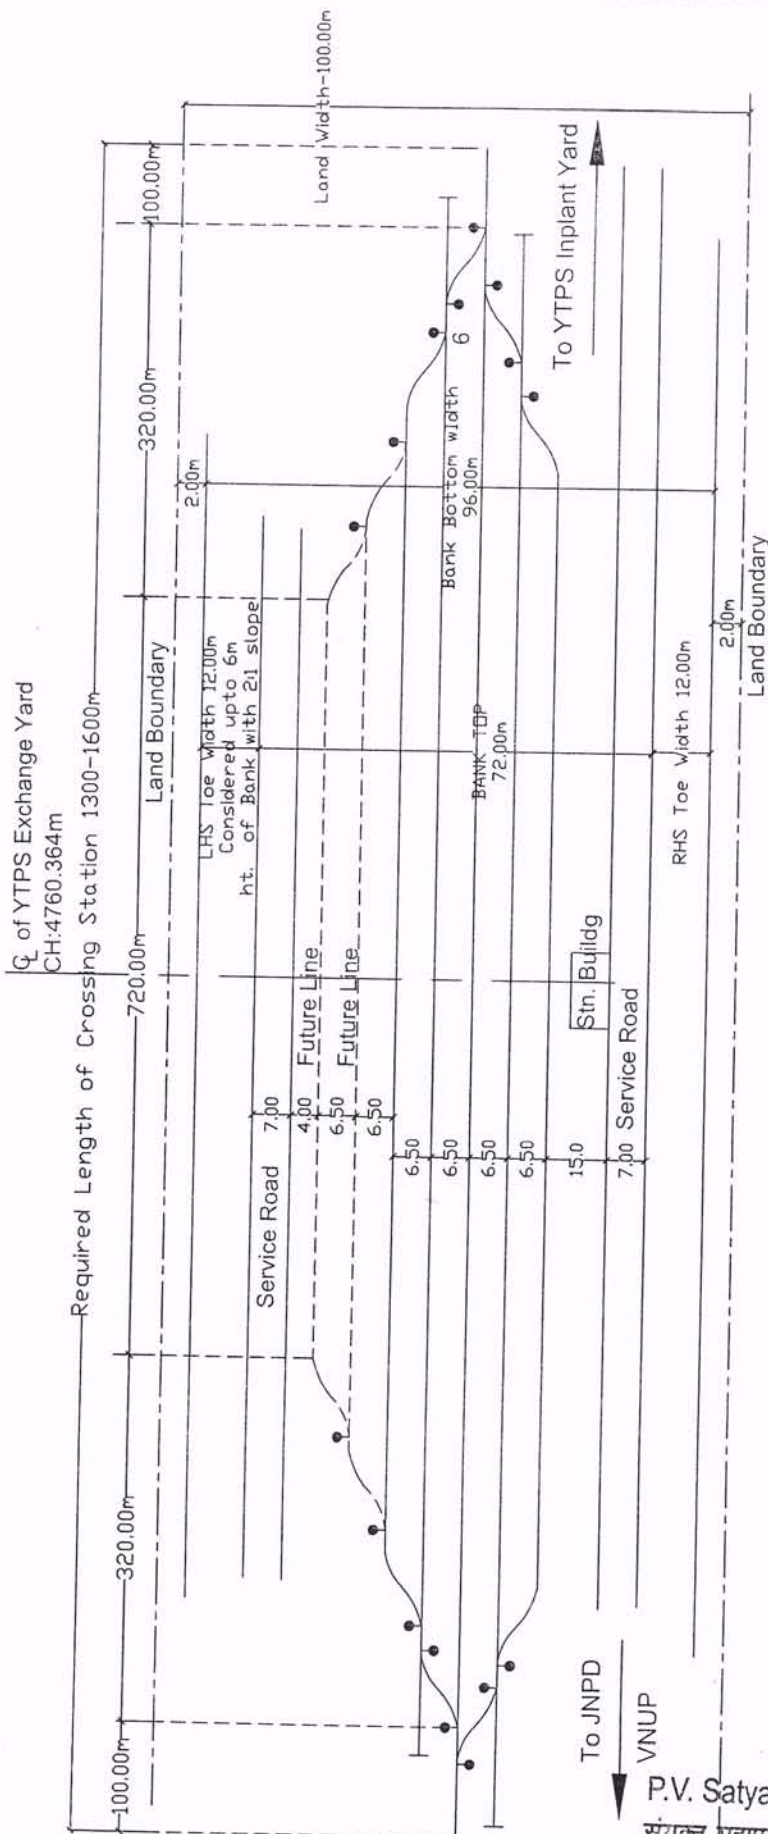 ℄ of YTPS Exchange Yard
CH:4760.364m
Required Length of Crossing Station 1300-1600m
100.00m
320.00m
720.00m
320.00m
100.00m
Land Boundary
Land Width-100.00m
2.00m
LHS Toe Width 12.00m
Considered upto 6m
ht. of Bank with 2:1 slope
Service Road
7.00
4.00
Future Line
6.50
Future Line
6.50
6.50
6.50
6.50
6.50
15.0
7.00
Service Road
Stn. Buildg
BANK TOP
72.00m
Bank Bottom width
96.00m
6
To YTPS Inplant Yard
RHS Toe Width 12.00m
2.00m
Land Boundary
To JNPD
VNUP
P.V. Satya